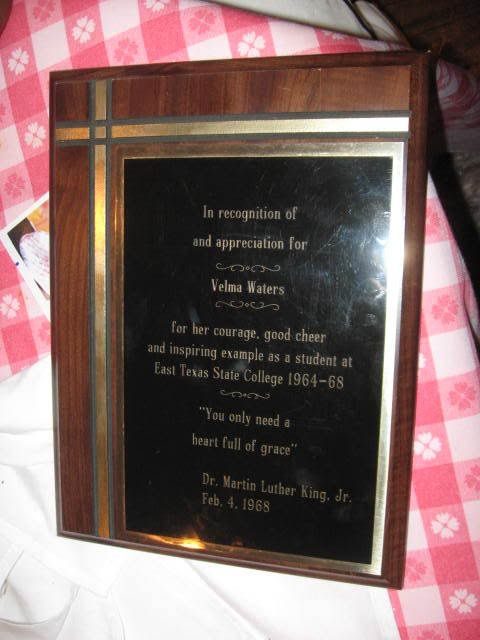 In recognition of
and appreciation for
Velma Waters
for her courage, good cheer
and inspiring example as a student at
East Texas State College 1964-68
"You only need a
heart full of grace"
Dr. Martin Luther King, Jr.
Feb. 4, 1968